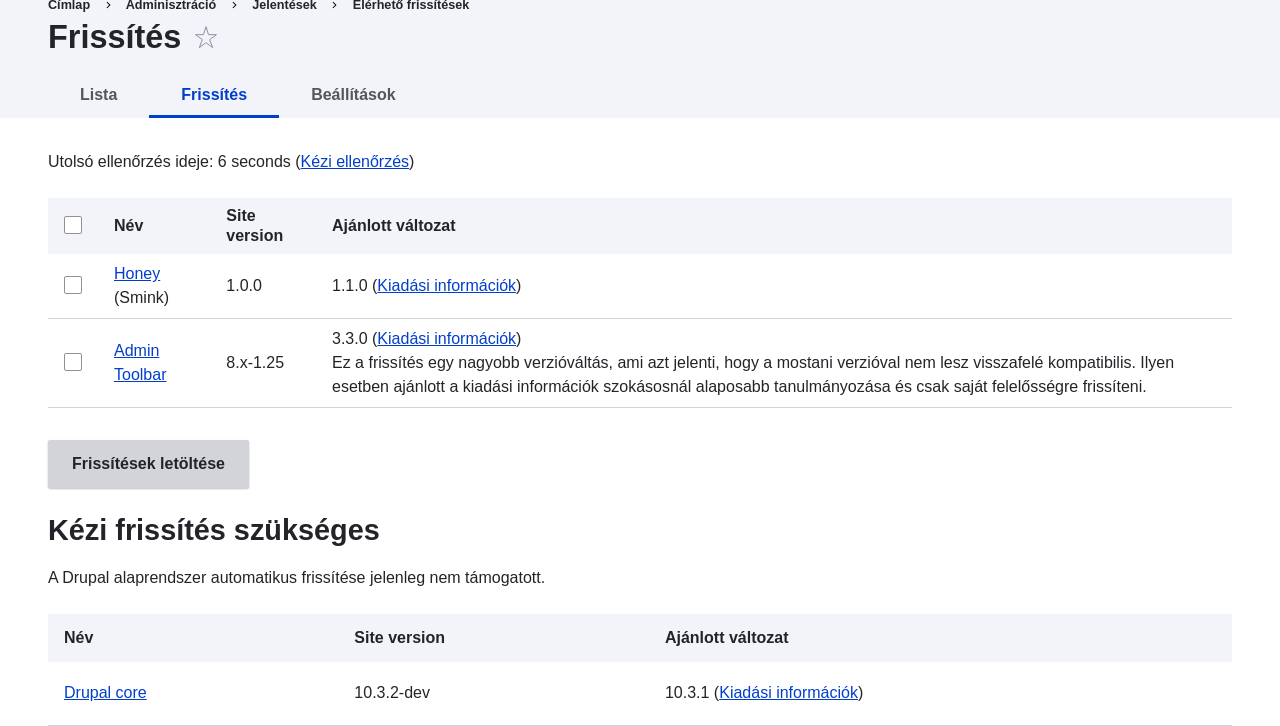 Címlap > Adminisztráció > Jelentések > Elérhető frissítések
Frissítés ☆
Lista Frissítés Beállítások
Utolsó ellenőrzés ideje: 6 seconds (Kézi ellenőrzés)
Név Site version Ajánlott változat
Honey (Smink) 1.0.0 1.1.0 (Kiadási információk)
Admin Toolbar 8.x-1.25 3.3.0 (Kiadási információk)
Ez a frissítés egy nagyobb verzióváltás, ami azt jelenti, hogy a mostani verzióval nem lesz visszafelé kompatibilis. Ilyen
esetben ajánlott a kiadási információk szokásosnál alaposabb tanulmányozása és csak saját felelősségre frissíteni.
Frissítések letöltése
Kézi frissítés szükséges
A Drupal alaprendszer automatikus frissítése jelenleg nem támogatott.
Név Site version Ajánlott változat
Drupal core 10.3.2-dev 10.3.1 (Kiadási információk)